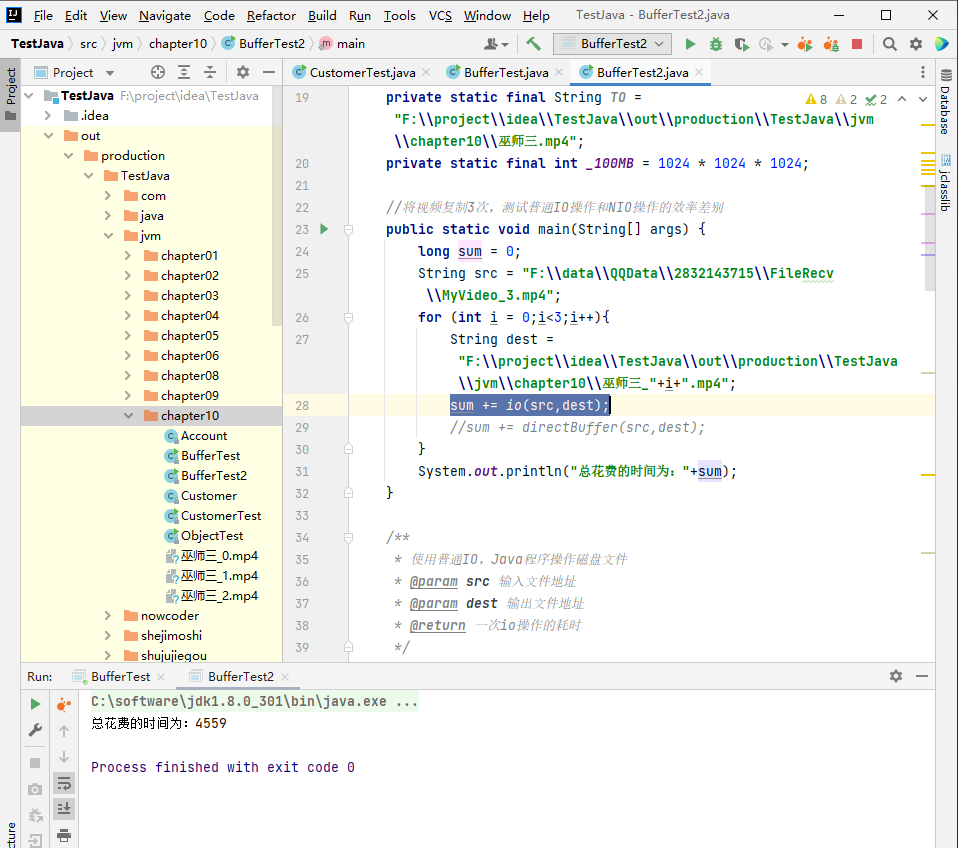 File Edit View Navigate Code Refactor Build Run Tools VCS Window Help TestJava - BufferTest2.java
TestJava src jvm chapter10 BufferTest2 main BufferTest2
Project
CustomerTest.java BufferTest.java BufferTest2.java
Project
Database
jclasslib
TestJava F:\project\idea\TestJava
.idea
out
production
TestJava
com
java
jvm
chapter01
chapter02
chapter03
chapter04
chapter05
chapter06
chapter08
chapter09
chapter10
Account
BufferTest
BufferTest2
Customer
CustomerTest
ObjectTest
巫师三_0.mp4
巫师三_1.mp4
巫师三_2.mp4
nowcoder
shejimoshi
shujujiegou
8 2 2
19 private static final String TO =
"F:\\project\\idea\\TestJava\\out\\production\\TestJava\\jvm
\\chapter10\\巫师三.mp4";
20 private static final int _100MB = 1024 * 1024 * 1024;
21
22 //将视频复制3次，测试普通IO操作和NIO操作的效率差别
23 public static void main(String[] args) {
24 long sum = 0;
25 String src = "F:\\data\\QQData\\2832143715\\FileRecv
\\MyVideo_3.mp4";
26 for (int i = 0;i<3;i++){
27 String dest =
"F:\\project\\idea\\TestJava\\out\\production\\TestJava
\\jvm\\chapter10\\巫师三_"+i+".mp4";
28 sum += io(src,dest);
29 //sum += directBuffer(src,dest);
30 }
31 System.out.println("总花费的时间为："+sum);
32 }
33
34 /**
35 * 使用普通IO，Java程序操作磁盘文件
36 * @param src 输入文件地址
37 * @param dest 输出文件地址
38 * @return 一次io操作的耗时
39 */
Run: BufferTest BufferTest2
C:\software\jdk1.8.0_301\bin\java.exe ...
总花费的时间为：4559
Process finished with exit code 0